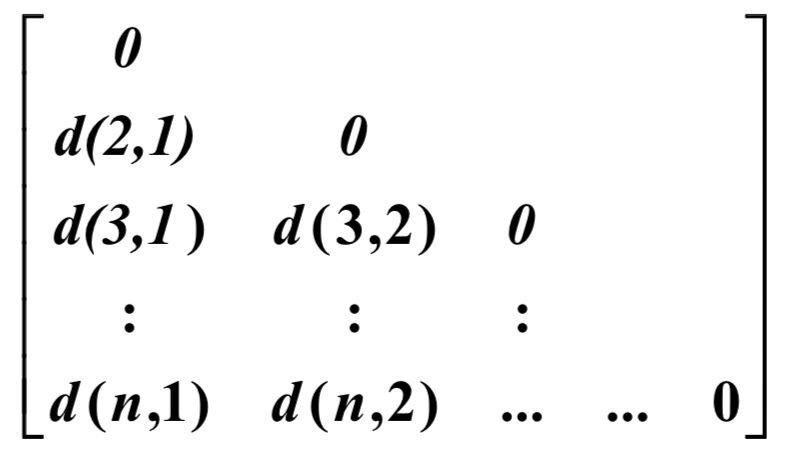 0
d(2,1) 0
d(3,1) d(3,2) 0
: : :
d(n,1) d(n,2) ... ... 0